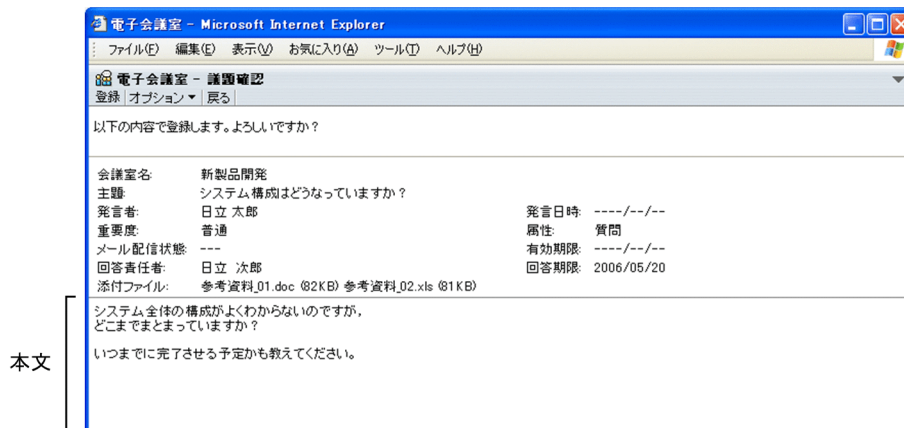 電子会議室 - Microsoft Internet Explorer
ファイル(F) 編集(E) 表示(V) お気に入り(A) ツール(T) ヘルプ(H)
電子会議室 - 議題確認
登録 オプション▼ 戻る
以下の内容で登録します。よろしいですか？
会議室名: 新製品開発
主題: システム構成はどうなっていますか？
発言者: 日立 太郎 発言日時: ----/--/--
重要度: 普通 属性: 質問
メール配信状態: --- 有効期限: ----/--/--
回答責任者: 日立 次郎 回答期限: 2006/05/20
添付ファイル: 参考資料_01.doc (82KB) 参考資料_02.xls (81KB)
システム全体の構成がよくわからないのですが，
どこまでまとまっていますか？
いつまでに完了させる予定かも教えてください。
本文